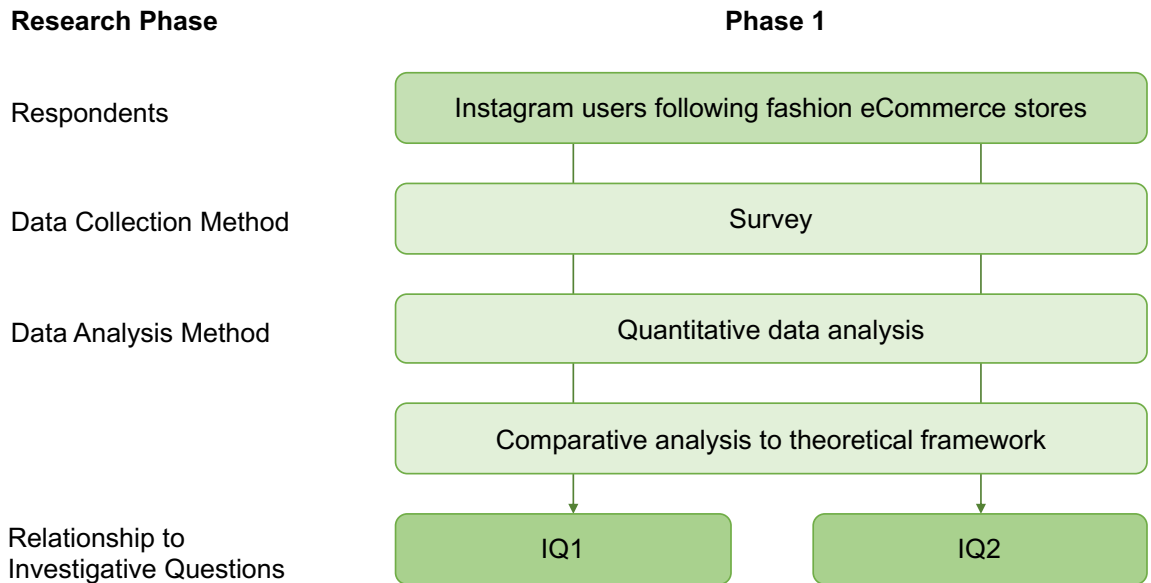 Research Phase
Phase 1
Respondents
Instagram users following fashion eCommerce stores
Data Collection Method
Survey
Data Analysis Method
Quantitative data analysis
Comparative analysis to theoretical framework
Relationship to
Investigative Questions
IQ1
IQ2